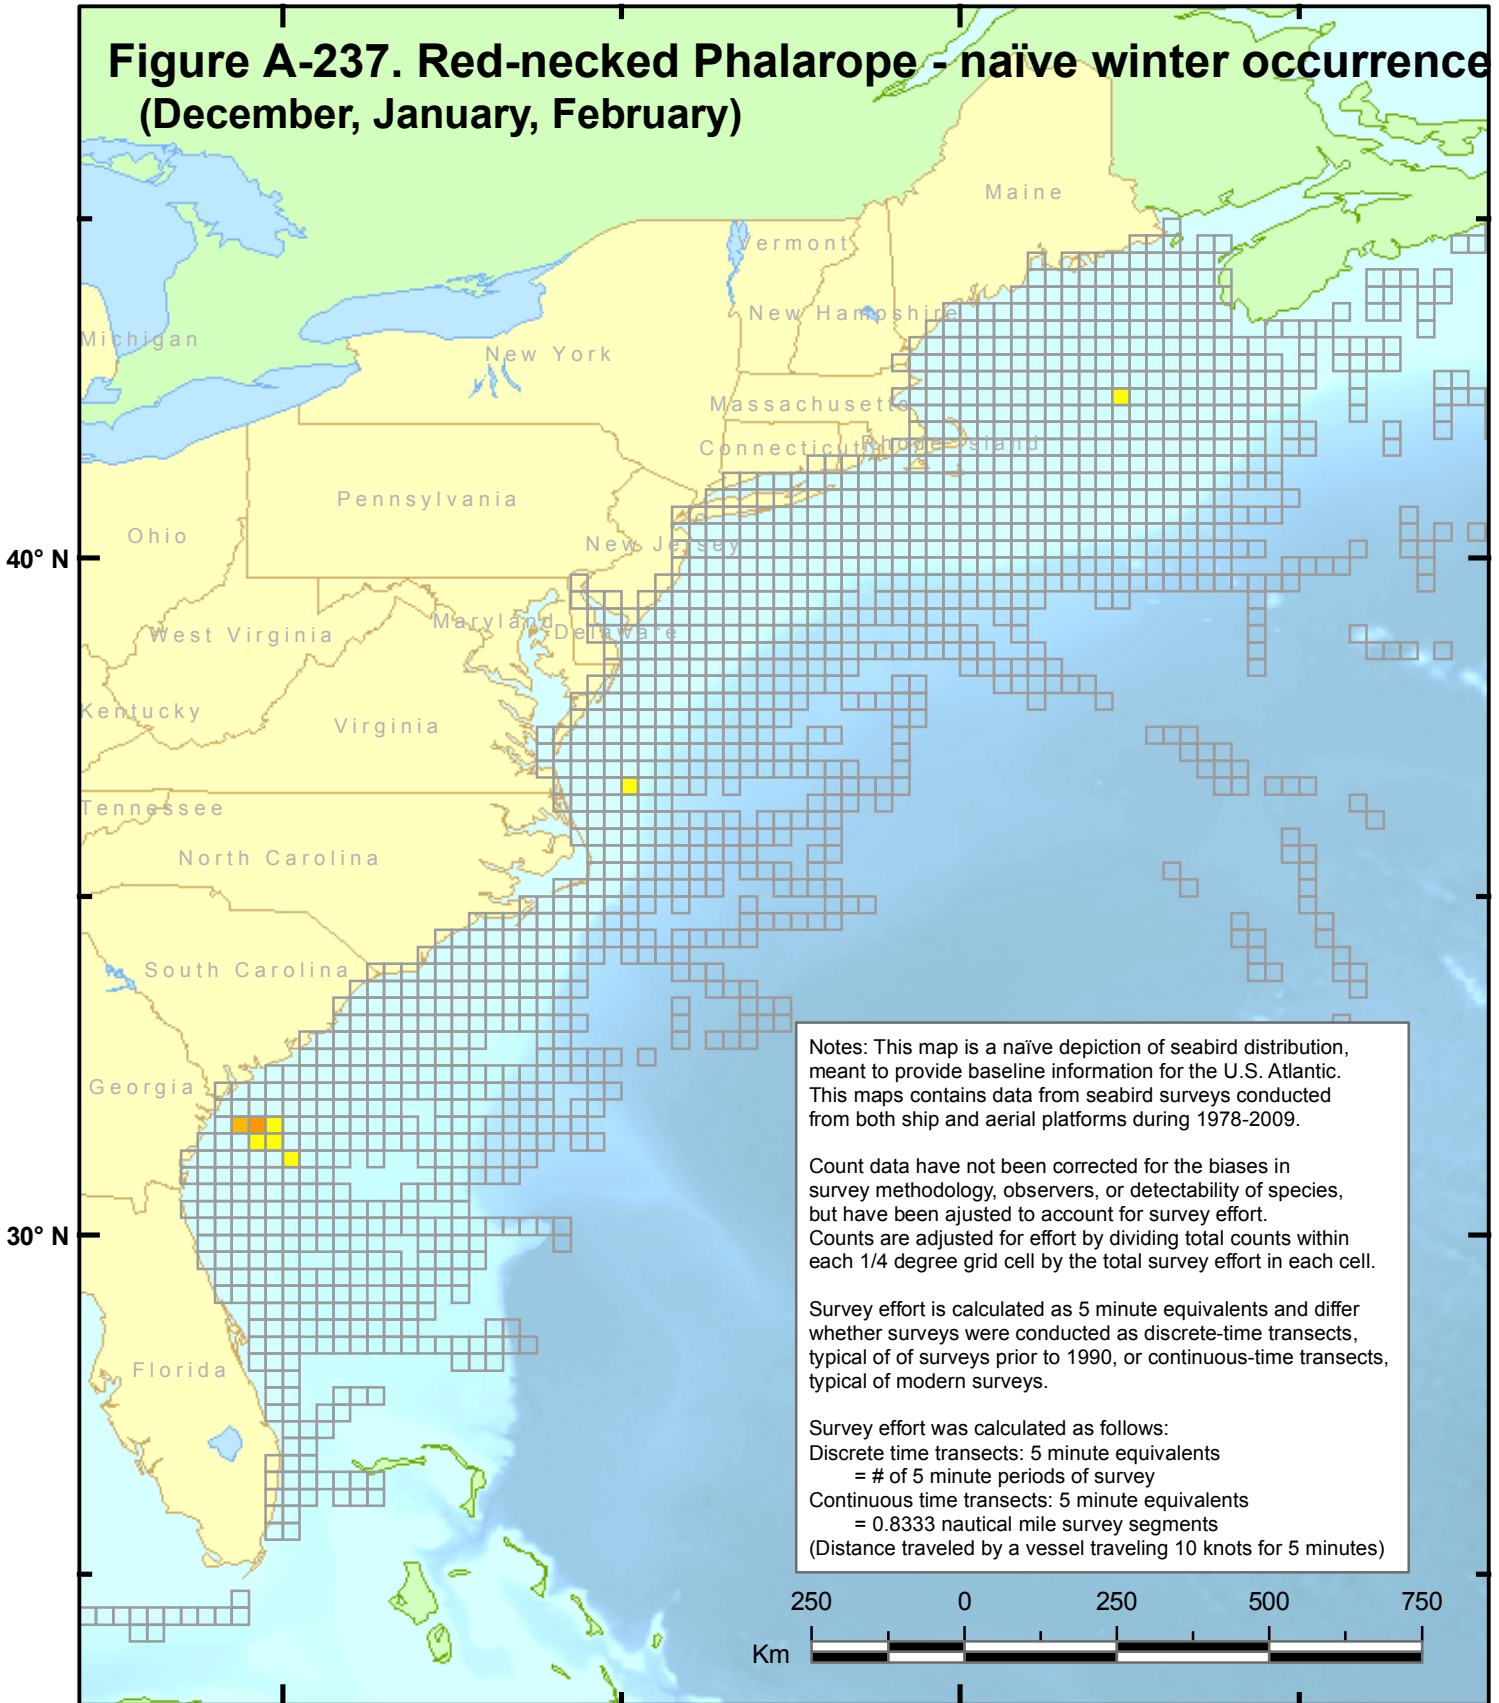 Figure A-237. Red-necked Phalarope - naïve winter occurrence
(December, January, February)
Maine
Vermont
New Hampshire
Michigan
New York
Massachusetts
Connecticut
Rhode Island
Pennsylvania
Ohio
New Jersey
40° N
Maryland
Delaware
West Virginia
Kentucky
Virginia
Tennessee
North Carolina
South Carolina
Georgia
30° N
Florida
Notes: This map is a naïve depiction of seabird distribution,
meant to provide baseline information for the U.S. Atlantic.
This maps contains data from seabird surveys conducted
from both ship and aerial platforms during 1978-2009.
Count data have not been corrected for the biases in
survey methodology, observers, or detectability of species,
but have been ajusted to account for survey effort.
Counts are adjusted for effort by dividing total counts within
each 1/4 degree grid cell by the total survey effort in each cell.
Survey effort is calculated as 5 minute equivalents and differ
whether surveys were conducted as discrete-time transects,
typical of of surveys prior to 1990, or continuous-time transects,
typical of modern surveys.
Survey effort was calculated as follows:
Discrete time transects: 5 minute equivalents
= # of 5 minute periods of survey
Continuous time transects: 5 minute equivalents
= 0.8333 nautical mile survey segments
(Distance traveled by a vessel traveling 10 knots for 5 minutes)
250 0 250 500 750
Km